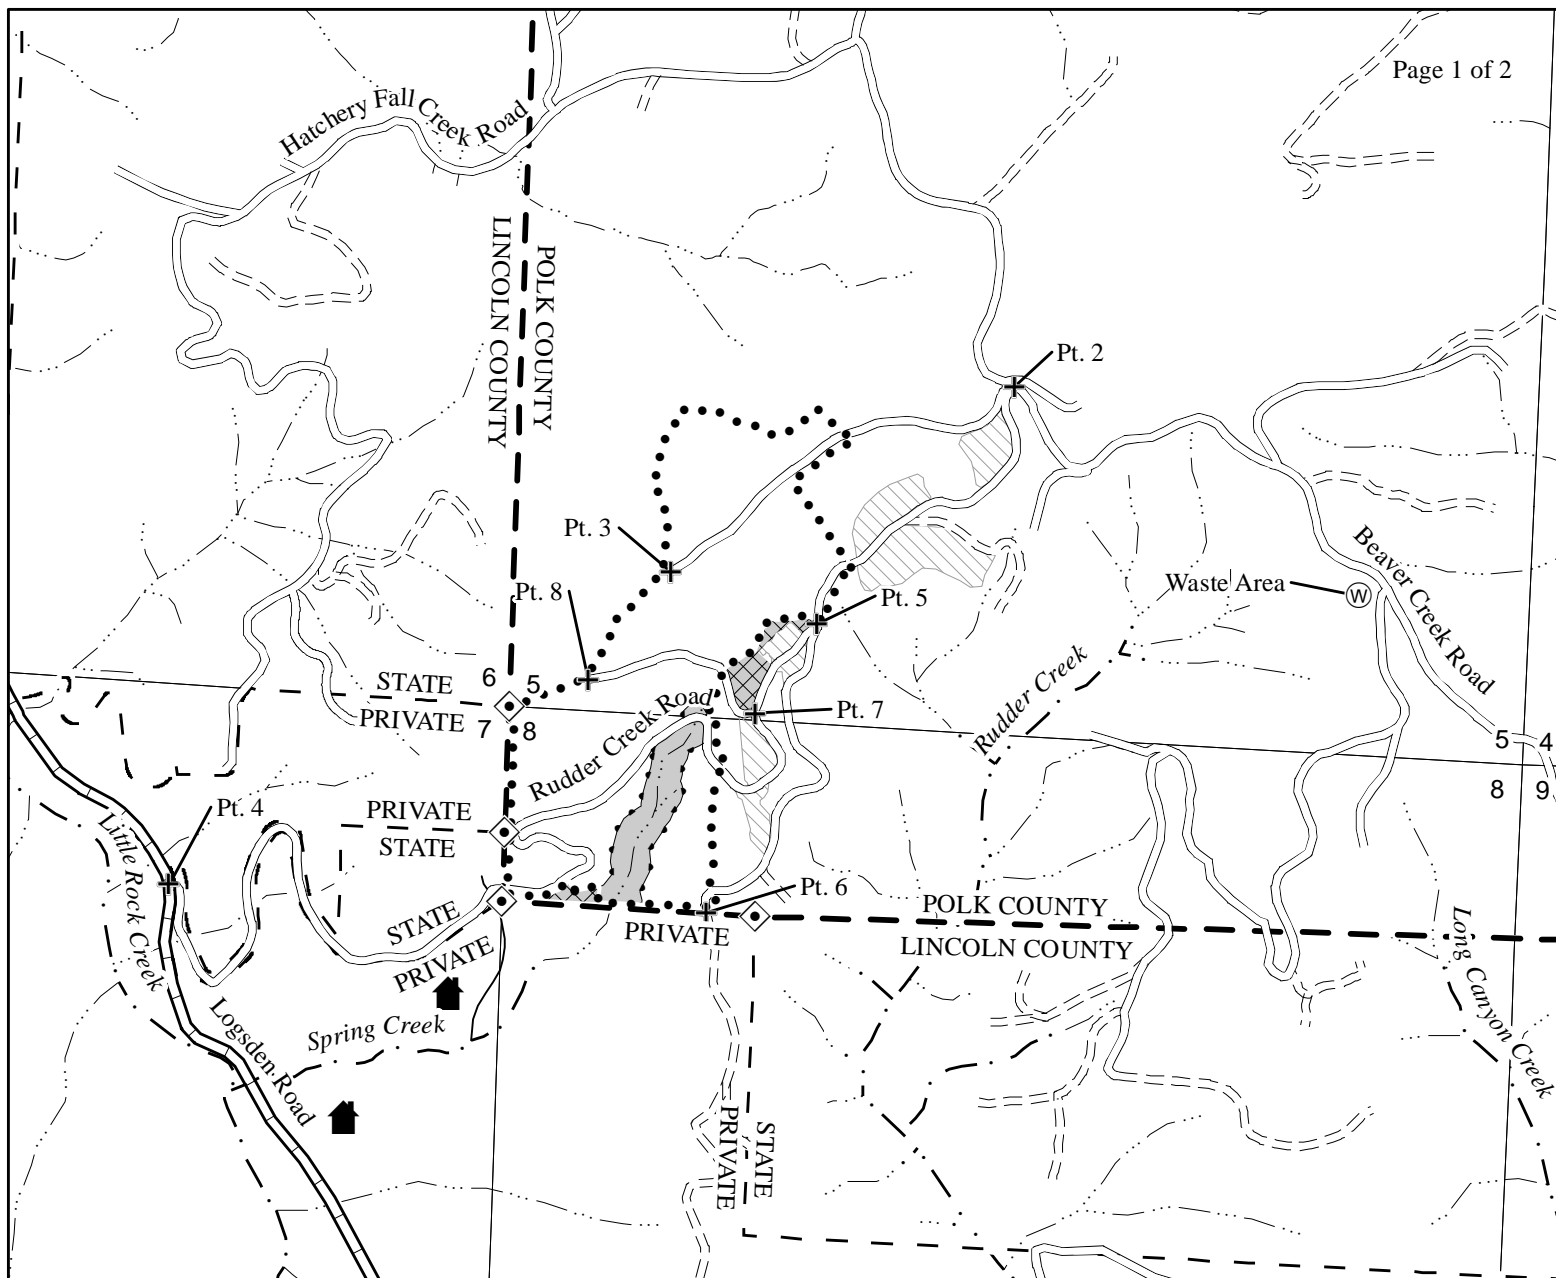 Page 1 of 2
Hatchery Fall Creek Road
LINCOLN COUNTY
POLK COUNTY
Pt. 2
Pt. 3
Pt. 8
Pt. 5
Waste Area
W
Beaver Creek Road
Rudder Creek
6 5
7 8
STATE
PRIVATE
Rudder Creek Road
Pt. 7
5 4
8 9
Pt. 4
PRIVATE
STATE
Little Rock Creek
Pt. 6
STATE
PRIVATE
PRIVATE
POLK COUNTY
LINCOLN COUNTY
Long Canyon Creek
Spring Creek
Logsden Road
PRIVATE
STATE